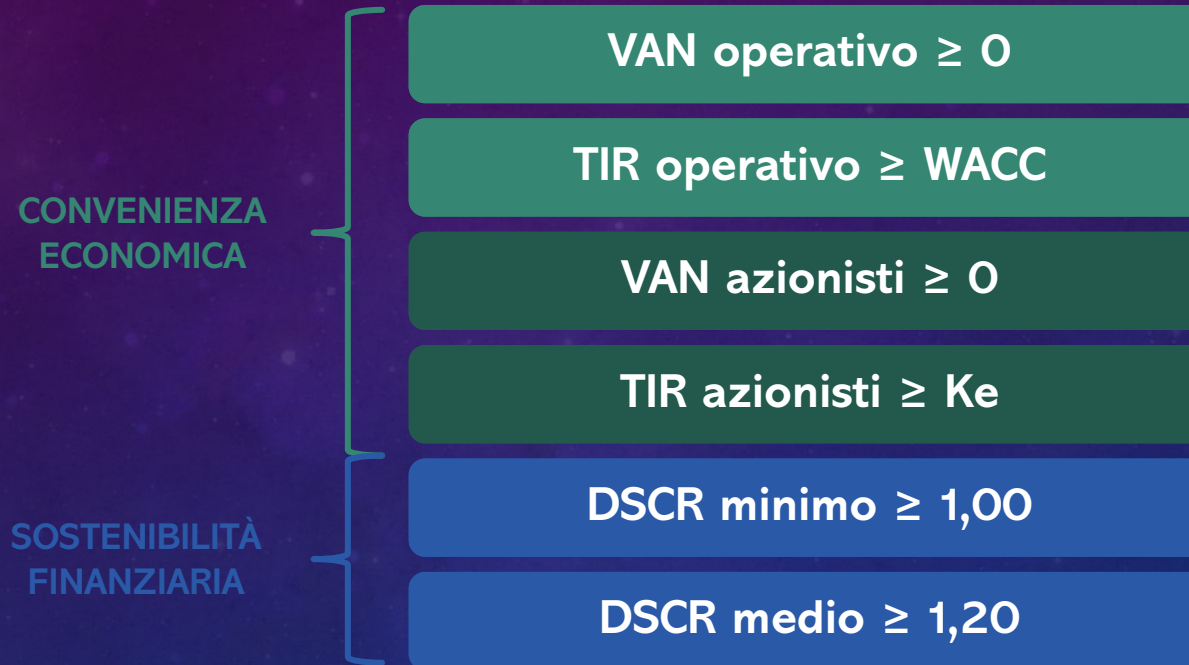 CONVENIENZA
ECONOMICA
VAN operativo ≥ 0
TIR operativo ≥ WACC
VAN azionisti ≥ 0
TIR azionisti ≥ Ke
SOSTENIBILITÀ
FINANZIARIA
DSCR minimo ≥ 1,00
DSCR medio ≥ 1,20